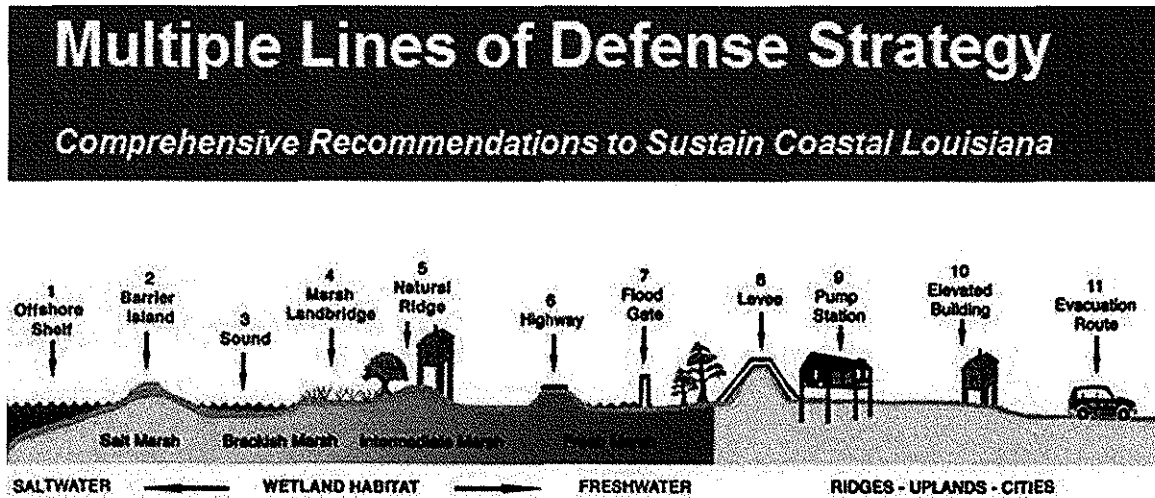 Multiple Lines of Defense Strategy
Comprehensive Recommendations to Sustain Coastal Louisiana
1
Offshore
Shelf
2
Barrier
Island
3
Sound
4
Marsh
Landbridge
5
Natural
Ridge
6
Highway
7
Flood
Gate
8
Levee
9
Pump
Station
10
Elevated
Building
11
Evacuation
Route
Salt Marsh
Brackish Marsh
Intermediate Marsh
Fresh Marsh
SALTWATER
WETLAND HABITAT
FRESHWATER
RIDGES - UPLANDS - CITIES